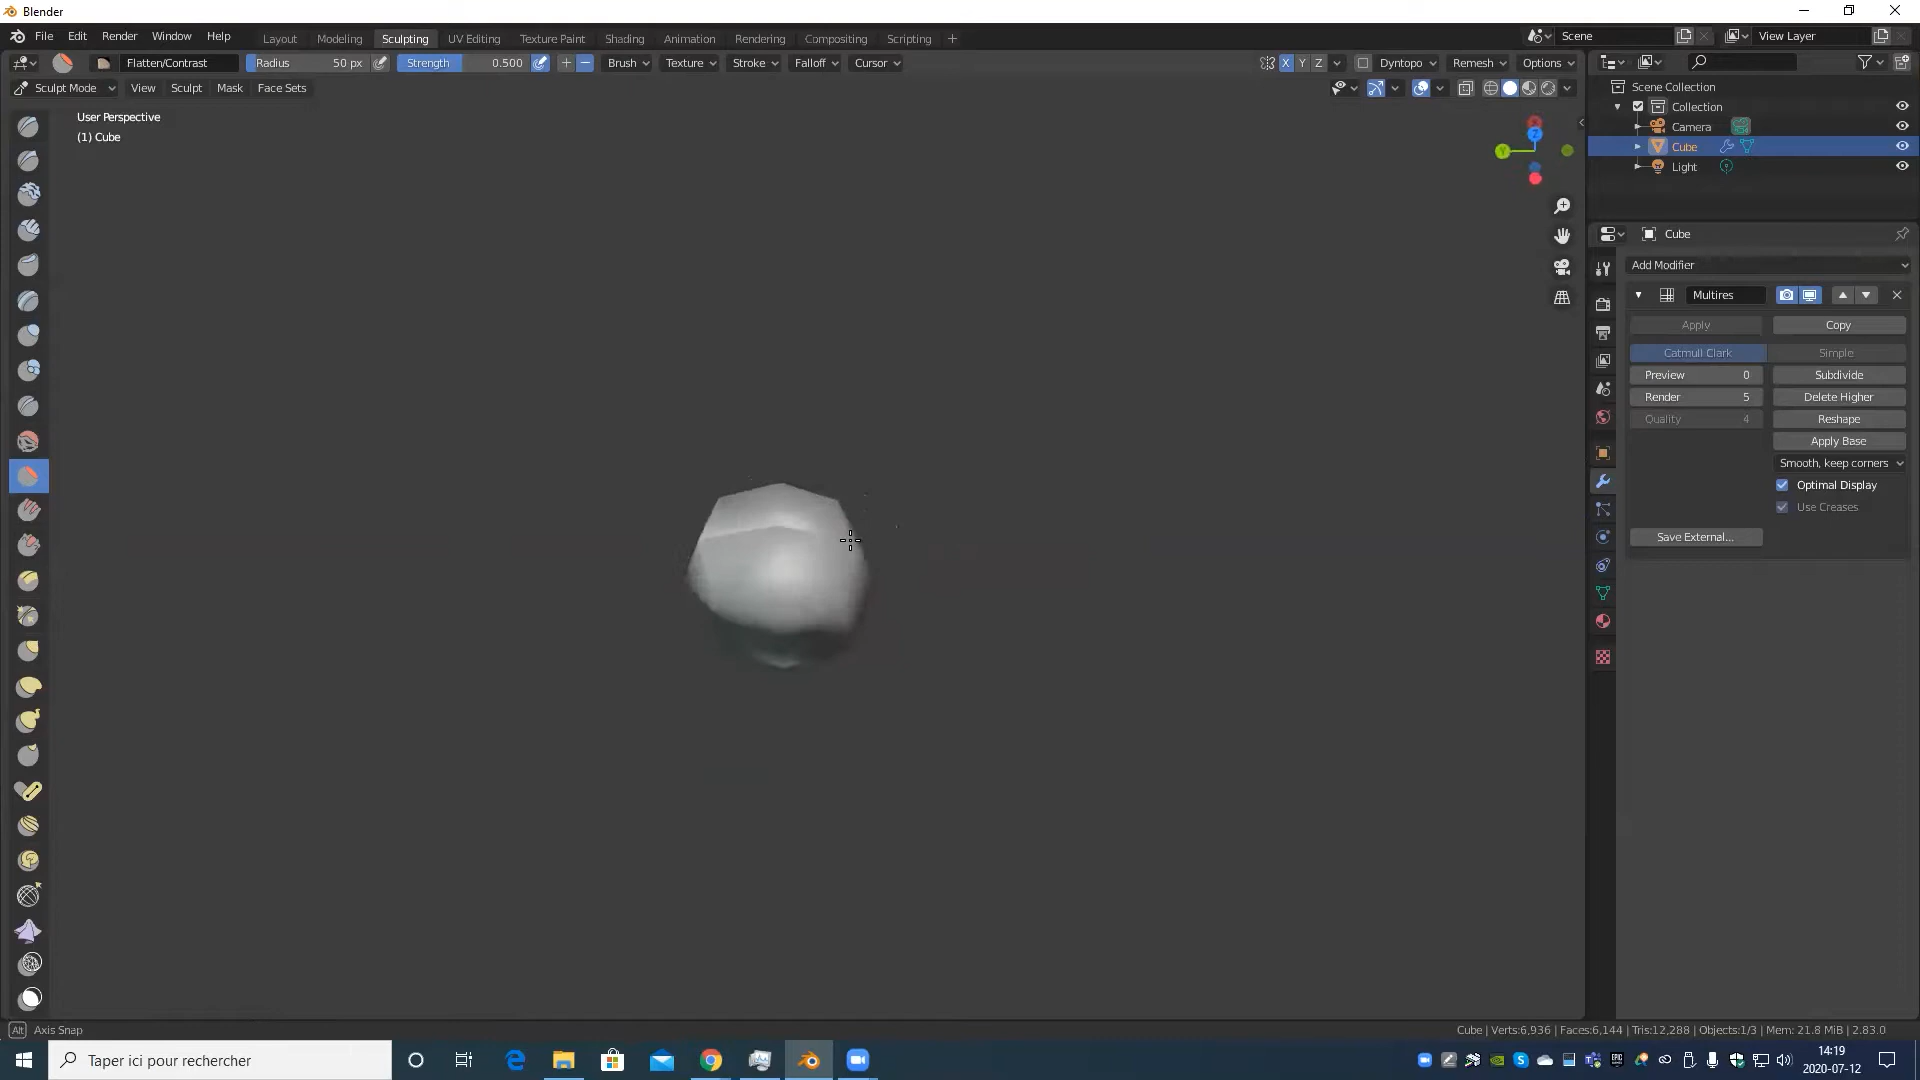 Blender
File Edit Render Window Help Layout Modeling Sculpting UV Editing Texture Paint Shading Animation Rendering Compositing Scripting + Scene View Layer
Flatten/Contrast Radius 50 px Strength 0.500 Brush Texture Stroke Falloff Cursor X Y Z Dyntopo Remesh Options
Sculpt Mode View Sculpt Mask Face Sets
User Perspective
(1) Cube
Scene Collection
Collection
Camera
Cube
Light
Cube
Add Modifier
Multires
Apply Copy
Catmull Clark Simple
Preview 0 Subdivide
Render 5 Delete Higher
Quality 4 Reshape
Apply Base
Smooth, keep corners
Optimal Display
Use Creases
Save External...
Alt Axis Snap
Cube | Verts:6,936 | Faces:6,144 | Tris:12,288 | Objects:1/3 | Mem: 21.8 MiB | 2.83.0
Taper ici pour rechercher
14:19
2020-07-12